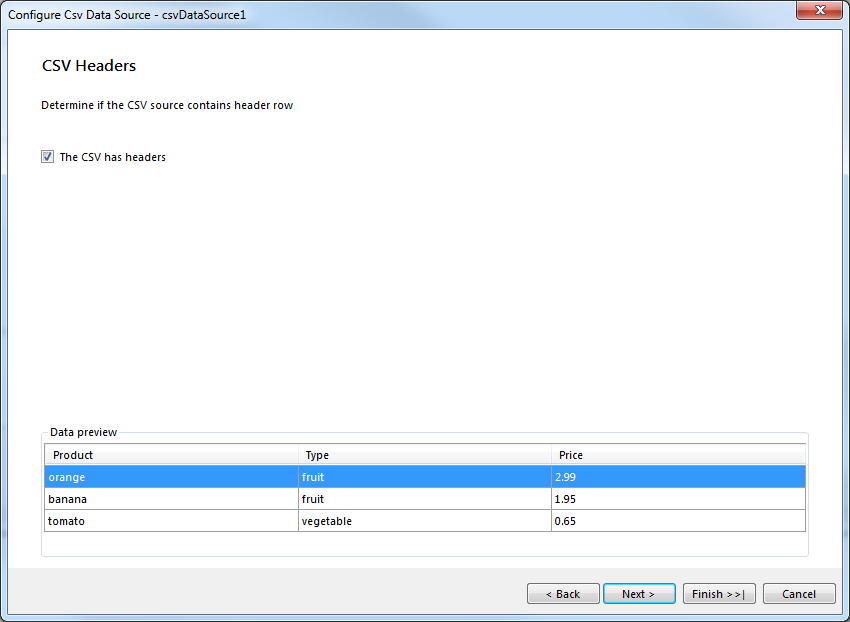 Configure Csv Data Source - csvDataSource1
CSV Headers
Determine if the CSV source contains header row
The CSV has headers
Data preview
Product Type Price
orange fruit 2.99
banana fruit 1.95
tomato vegetable 0.65
< Back Next > Finish >>| Cancel